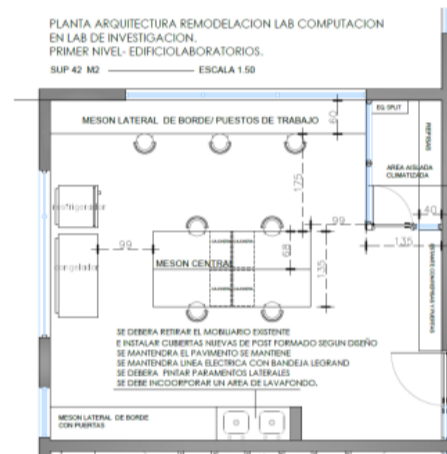 PLANTA ARQUITECTURA REMODELACION LAB COMPUTACION
EN LAB DE INVESTIGACION.
PRIMER NIVEL- EDIFICIOLABORATORIOS.
SUP 42 M2 ESCALA 1.50
MESON LATERAL DE BORDE/ PUESTOS DE TRABAJO
60
EQ SPLIT
REPISAS
AREA AISLADA
CLIMATIZADA
175
40
99
135
refrigerador
99
congelador
MESON CENTRAL
68
135
SE DEBERA RETIRAR EL MOBILIARIO EXISTENTE
E INSTALAR CUBIERTAS NUEVAS DE POST FORMADO SEGUN DSEÑO
SE MANTENDRA EL PAVIMENTO SE MANTIENE
SE MANTENDRA LINEA ELECTRICA CON BANDEJA LEGRAND
SE DEBERA PINTAR PARAMENTOS LATERALES
SE DEBE INCOORPORAR UN AREA DE LAVAFONDO.
MESON LATERAL DE BORDE
CON PUERTAS